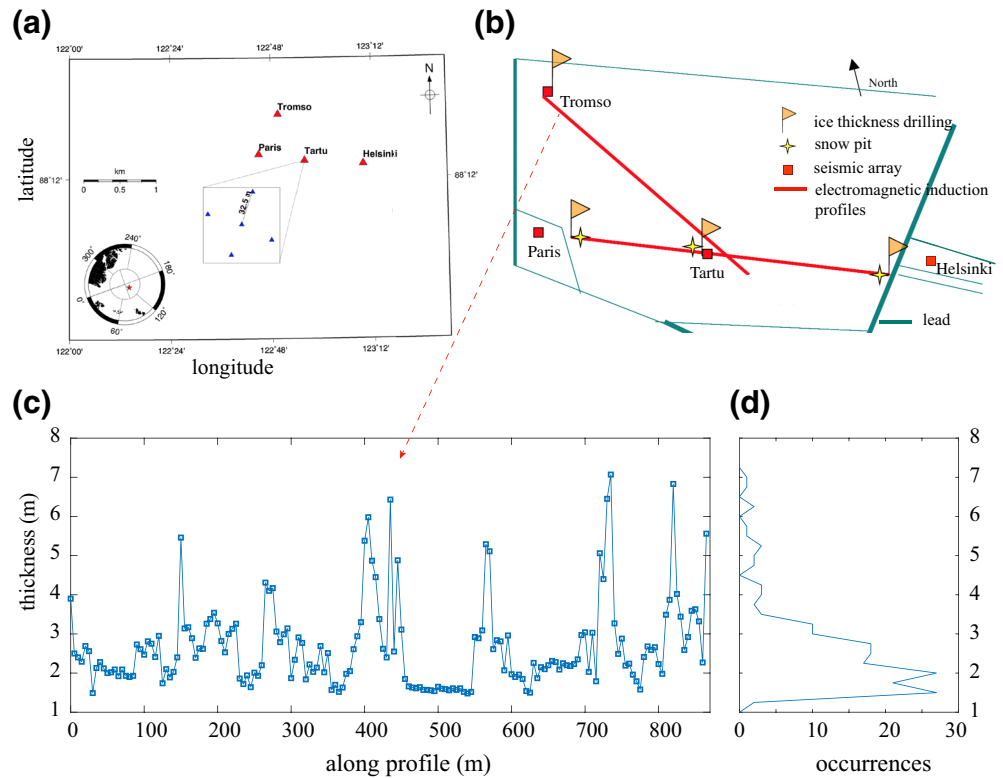 (a)
122˚00'
122˚24'
122˚48'
123˚12'
N
Tromso
Paris
Tartu
Helsinki
km
0 0.5 1
88˚12'
88˚12'
latitude
32.5 m
240˚
180˚
120˚
60˚
0˚
300˚
122˚00'
122˚24'
122˚48'
123˚12'
longitude
(b)
North
Tromso
ice thickness drilling
snow pit
seismic array
electromagnetic induction
profiles
Paris
Tartu
Helsinki
lead
(c)
8
7
6
5
4
3
2
1
thickness (m)
0 100 200 300 400 500 600 700 800
along profile (m)
(d)
8
7
6
5
4
3
2
1
0 10 20 30
occurrences